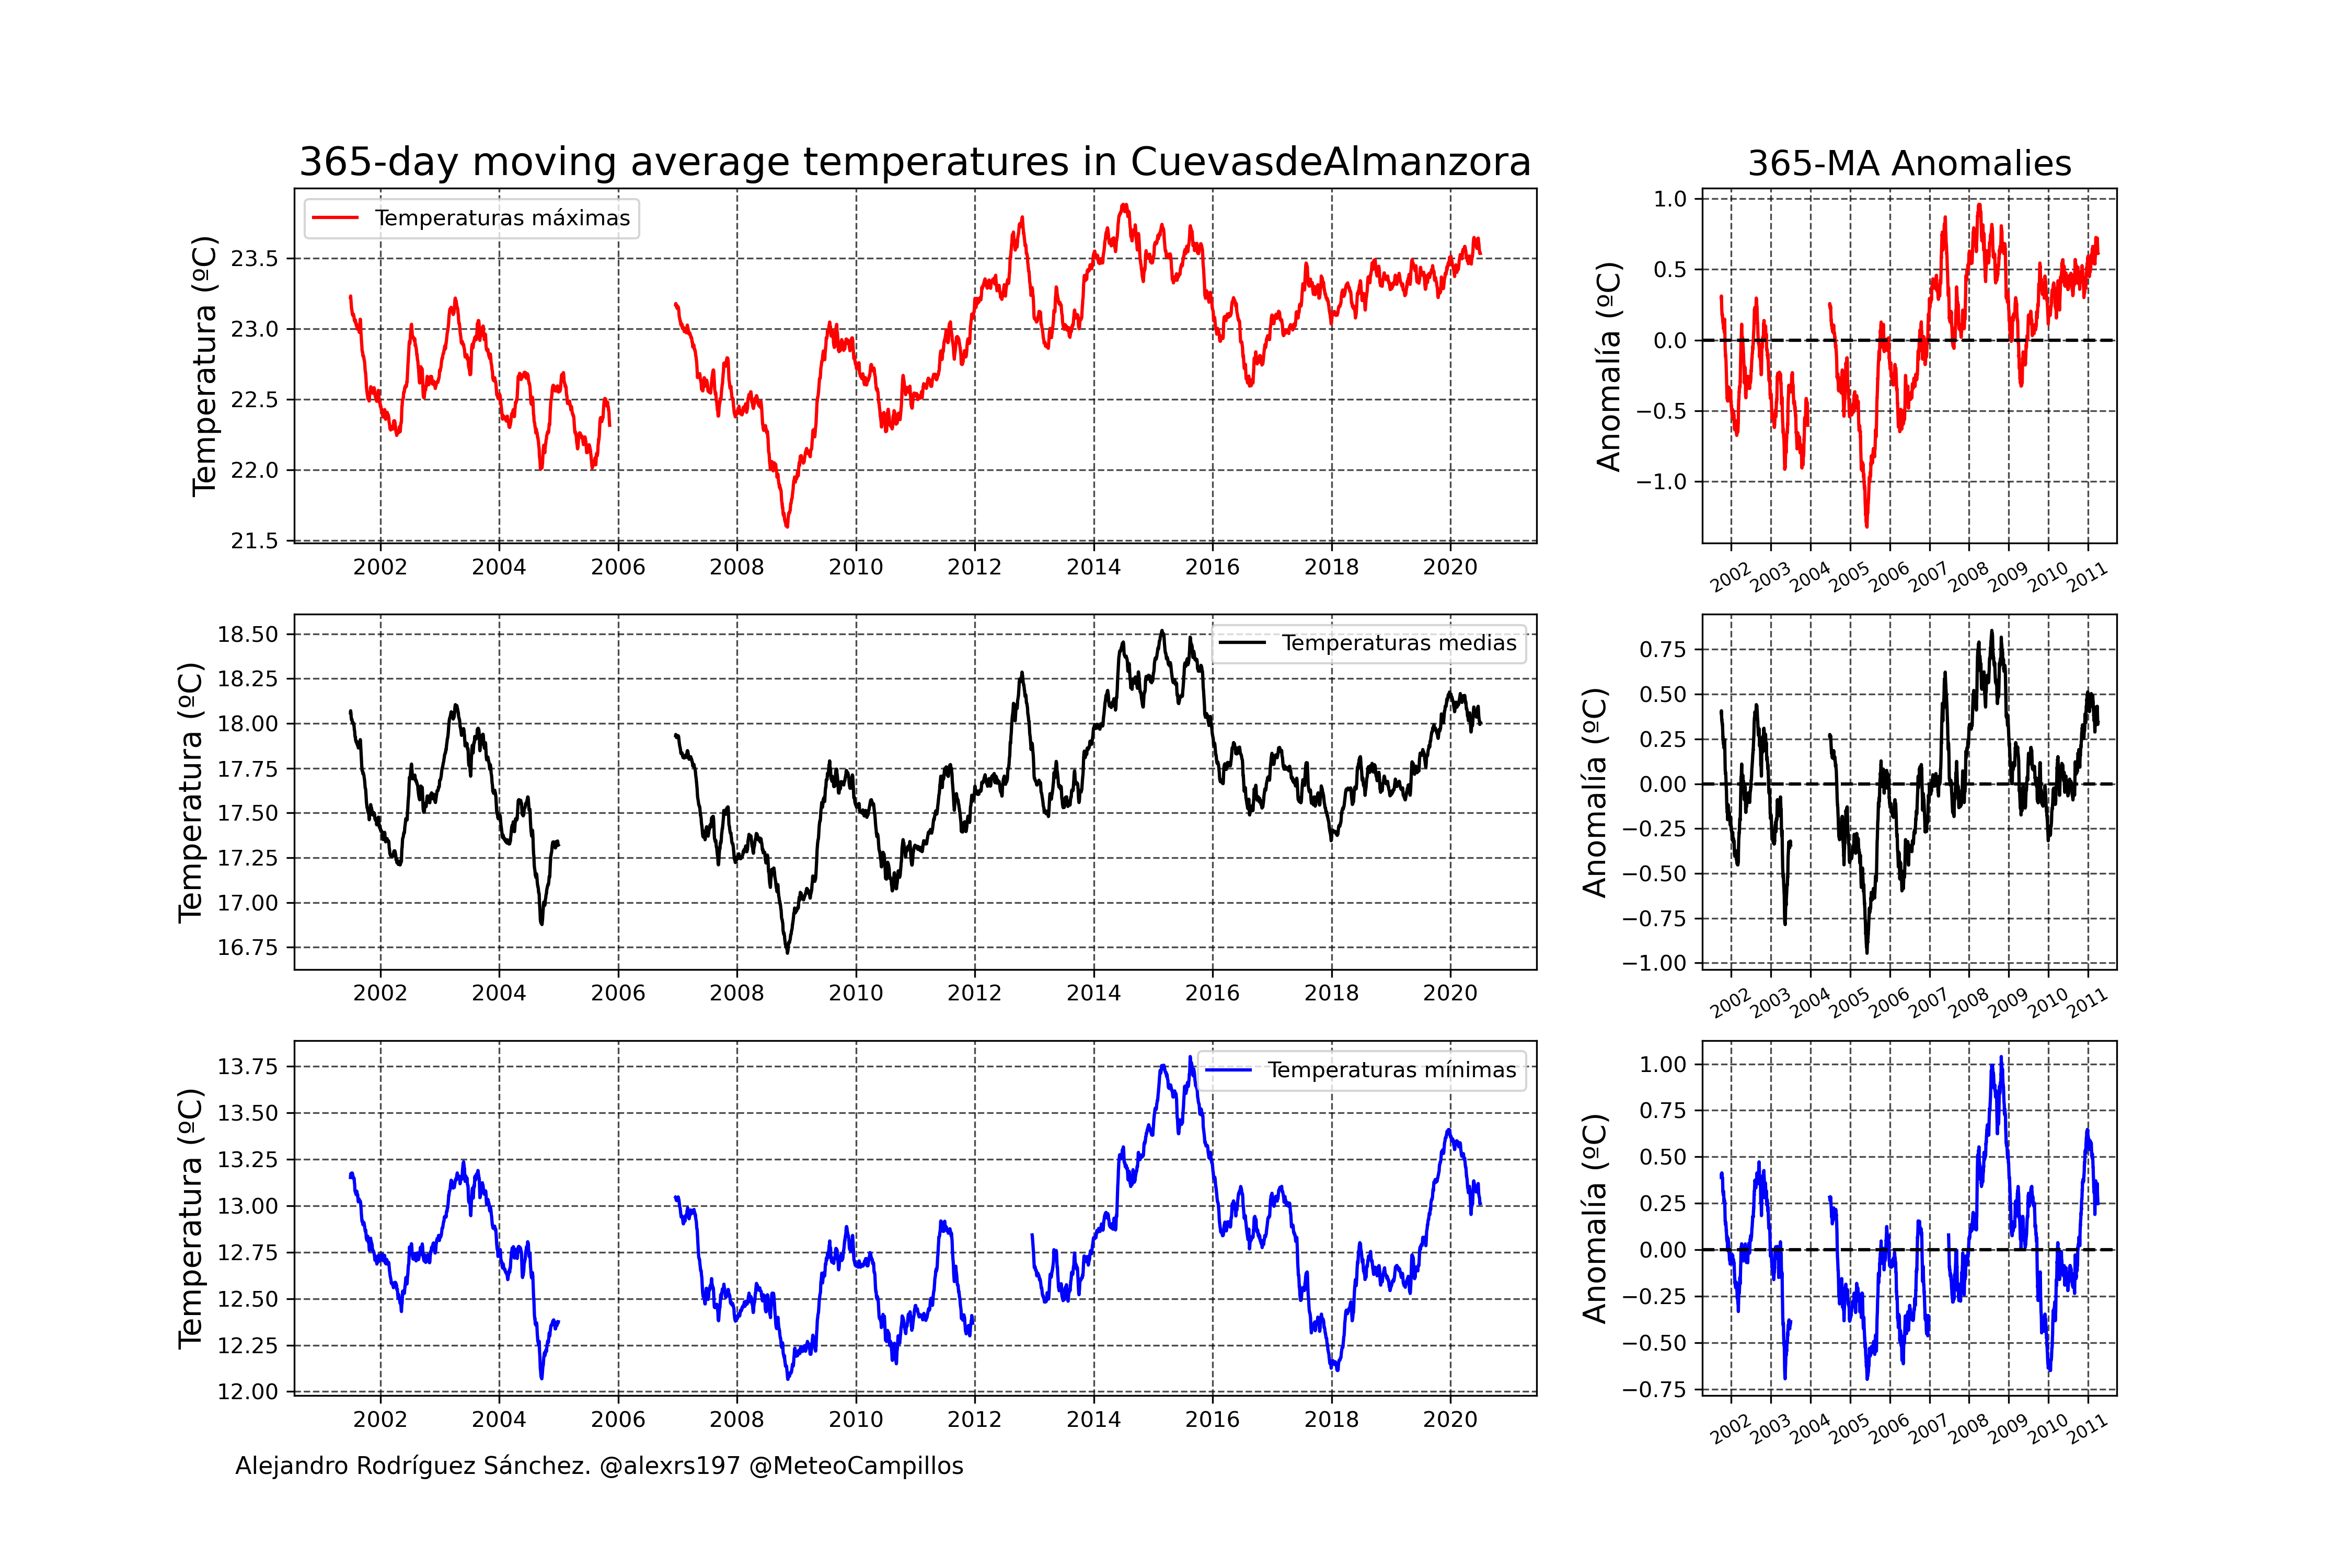 365-day moving average temperatures in CuevasdeAlmanzora
365-MA Anomalies
Temperatura (ºC)
23.5
23.0
22.5
22.0
21.5
Temperaturas máximas
2002 2004 2006 2008 2010 2012 2014 2016 2018 2020
Anomalía (ºC)
1.0
0.5
0.0
−0.5
−1.0
2002 2003 2004 2005 2006 2007 2008 2009 2010 2011
Temperatura (ºC)
18.50
18.25
18.00
17.75
17.50
17.25
17.00
16.75
Temperaturas medias
2002 2004 2006 2008 2010 2012 2014 2016 2018 2020
Anomalía (ºC)
0.75
0.50
0.25
0.00
−0.25
−0.50
−0.75
−1.00
2002 2003 2004 2005 2006 2007 2008 2009 2010 2011
Temperatura (ºC)
13.75
13.50
13.25
13.00
12.75
12.50
12.25
12.00
Temperaturas mínimas
2002 2004 2006 2008 2010 2012 2014 2016 2018 2020
Anomalía (ºC)
1.00
0.75
0.50
0.25
0.00
−0.25
−0.50
−0.75
2002 2003 2004 2005 2006 2007 2008 2009 2010 2011
Alejandro Rodríguez Sánchez. @alexrs197 @MeteoCampillos